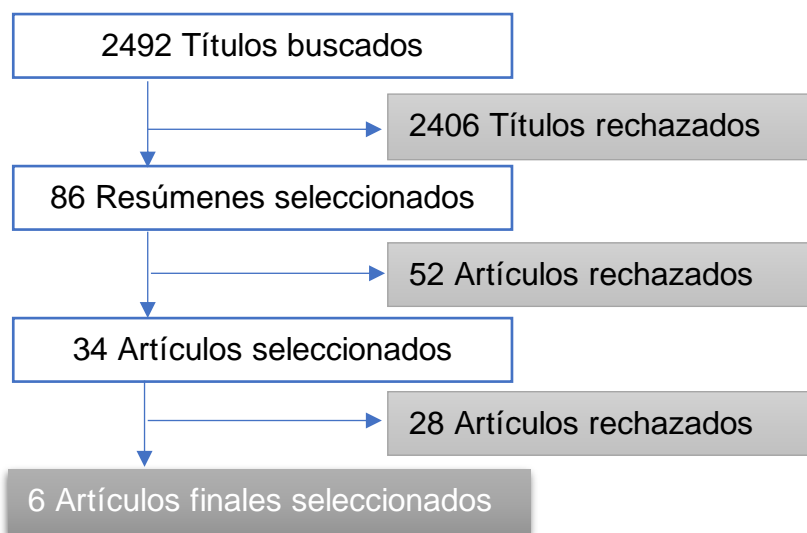 2492 Títulos buscados
2406 Títulos rechazados
86 Resúmenes seleccionados
52 Artículos rechazados
34 Artículos seleccionados
28 Artículos rechazados
6 Artículos finales seleccionados